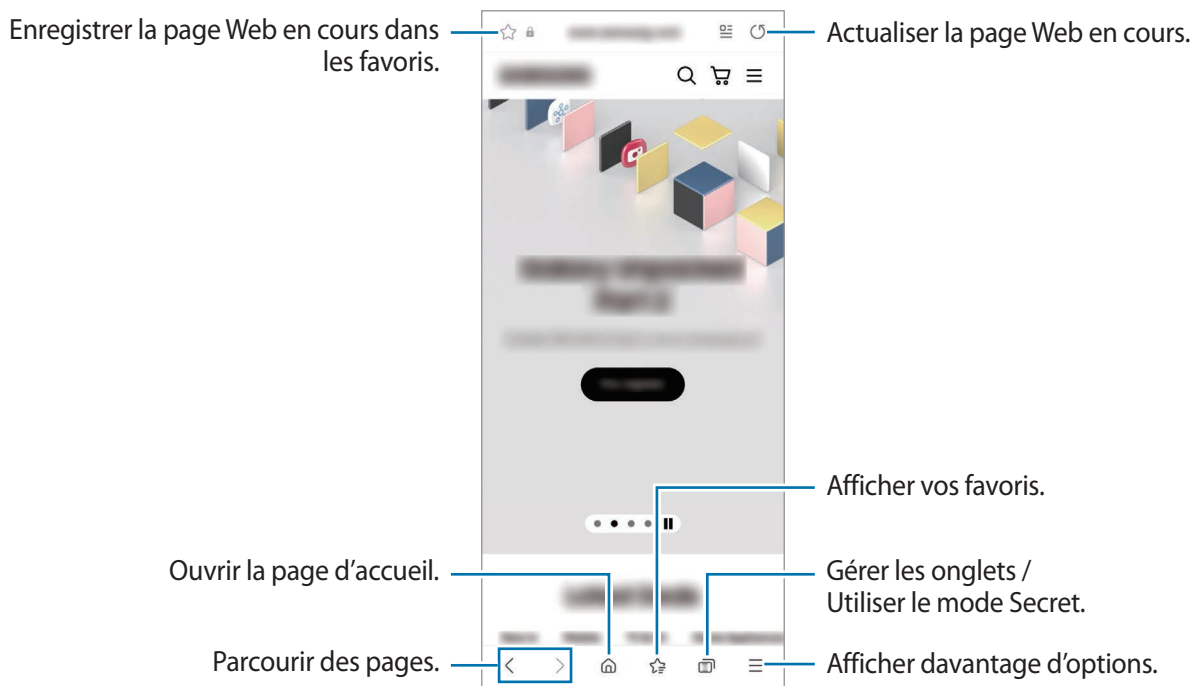 Enregistrer la page Web en cours dans
les favoris.
Actualiser la page Web en cours.
Afficher vos favoris.
Ouvrir la page d’accueil.
Gérer les onglets /
Utiliser le mode Secret.
Parcourir des pages.
Afficher davantage d’options.